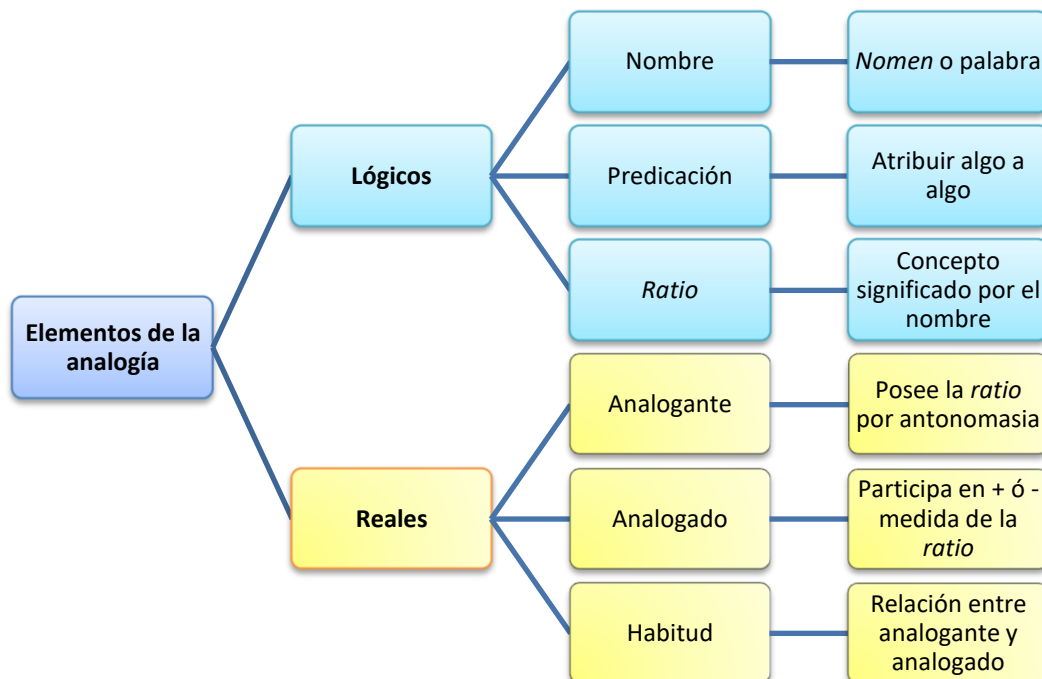 Elementos de la
analogía
Lógicos
Nombre
Nomen o palabra
Predicación
Atribuir algo a
algo
Ratio
Concepto
significado por el
nombre
Reales
Analogante
Posee la ratio
por antonomasia
Analogado
Participa en + ó -
medida de la
ratio
Habitud
Relación entre
analogante y
analogado